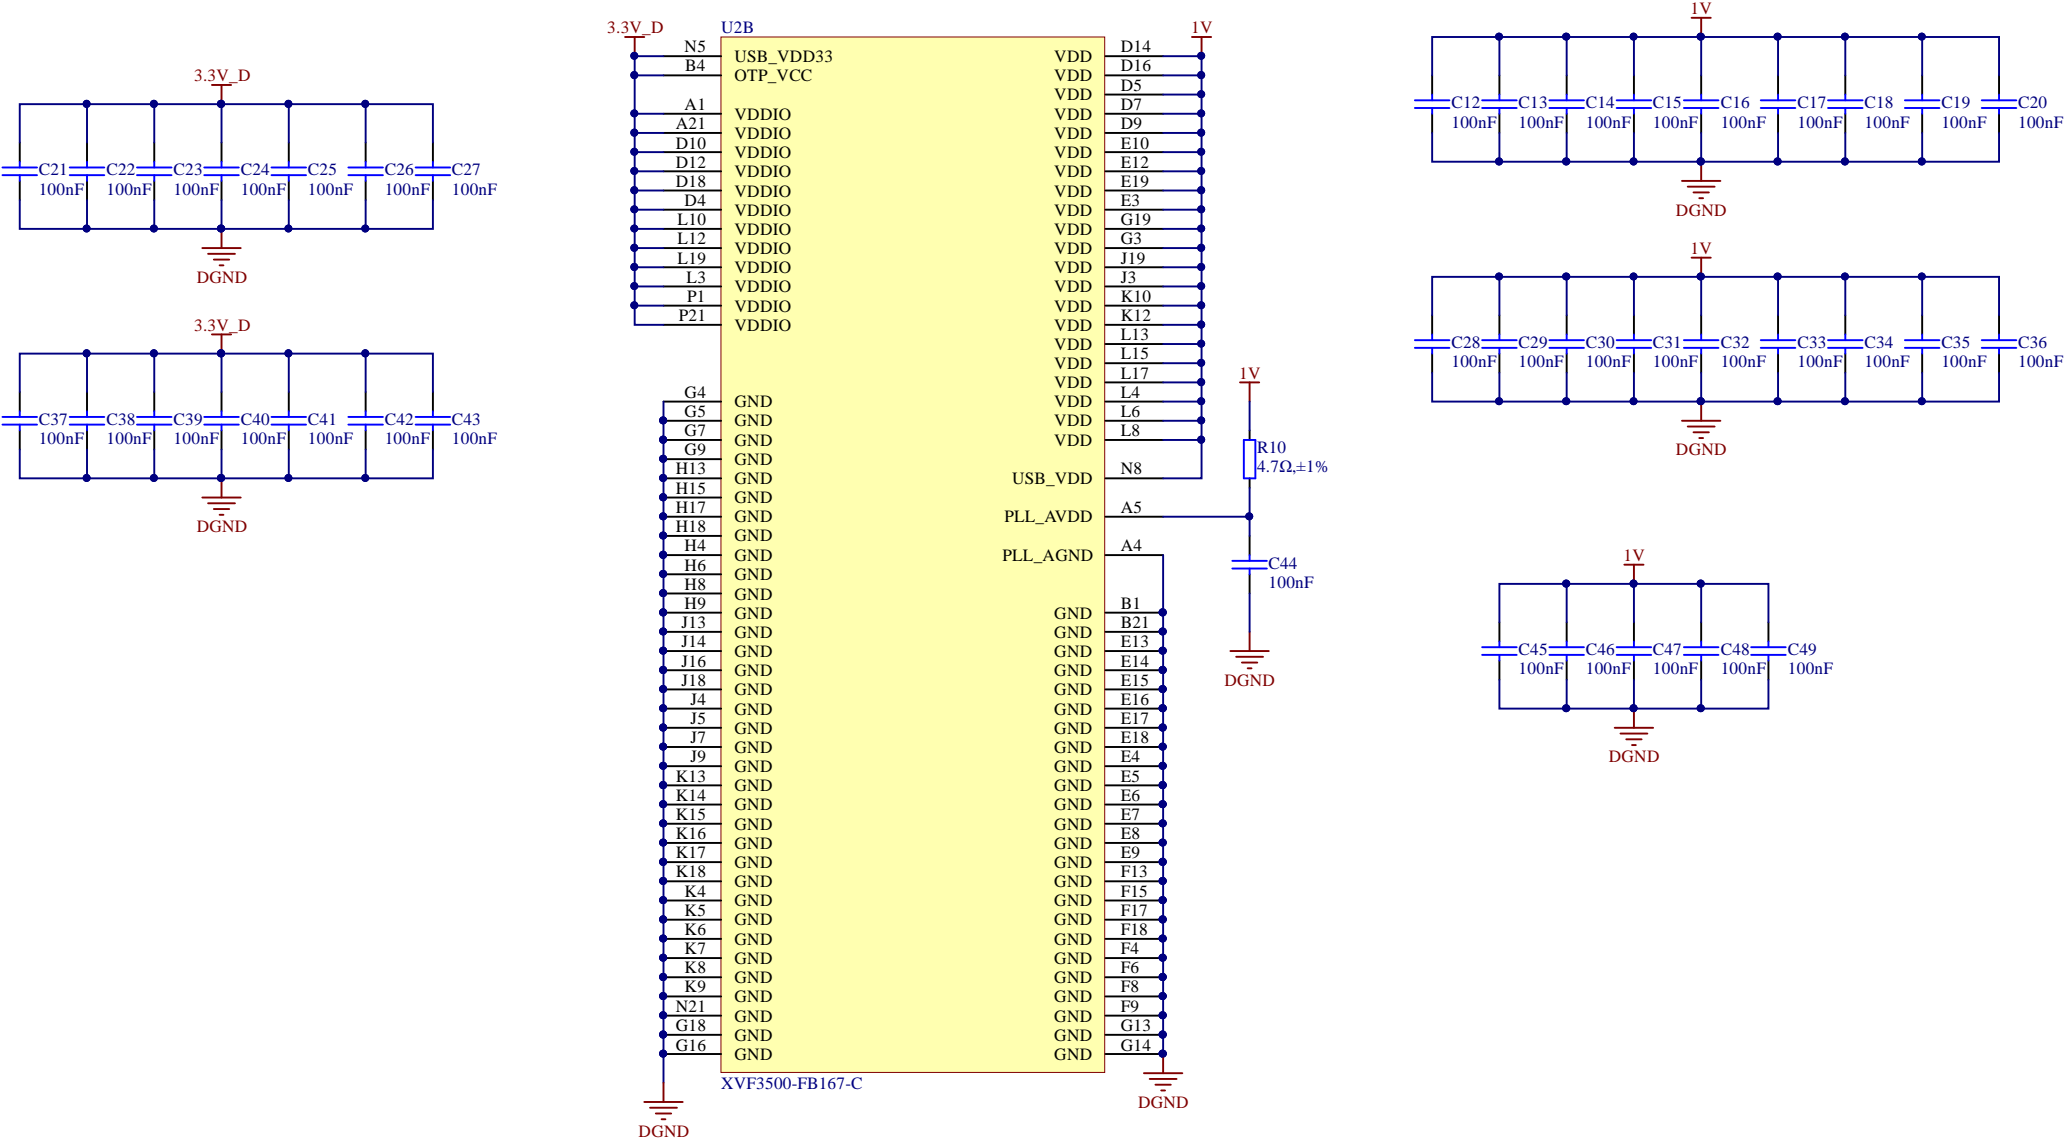 3.3V_D
C21 C22 C23 C24 C25 C26 C27
100nF 100nF 100nF 100nF 100nF 100nF 100nF
DGND
3.3V_D
C37 C38 C39 C40 C41 C42 C43
100nF 100nF 100nF 100nF 100nF 100nF 100nF
DGND
3.3V_D
U2B
1V
N5 USB_VDD33
B4 OTP_VCC
A1 VDDIO
A21 VDDIO
D10 VDDIO
D12 VDDIO
D18 VDDIO
D4 VDDIO
L10 VDDIO
L12 VDDIO
L19 VDDIO
L3 VDDIO
P1 VDDIO
P21 VDDIO
G4 GND
G5 GND
G7 GND
G9 GND
H13 GND
H15 GND
H17 GND
H18 GND
H4 GND
H6 GND
H8 GND
H9 GND
J13 GND
J14 GND
J16 GND
J18 GND
J4 GND
J5 GND
J7 GND
J9 GND
K13 GND
K14 GND
K15 GND
K16 GND
K17 GND
K18 GND
K4 GND
K5 GND
K6 GND
K7 GND
K8 GND
K9 GND
N21 GND
G18 GND
G16 GND
DGND
VDD D14
VDD D16
VDD D5
VDD D7
VDD D9
VDD E10
VDD E12
VDD E19
VDD E3
VDD G19
VDD G3
VDD J19
VDD J3
VDD K10
VDD K12
VDD L13
VDD L15
VDD L17
VDD L4
VDD L6
VDD L8
USB_VDD N8
PLL_AVDD A5
PLL_AGND A4
GND B1
GND B21
GND E13
GND E14
GND E15
GND E16
GND E17
GND E18
GND E4
GND E5
GND E6
GND E7
GND E8
GND E9
GND F13
GND F15
GND F17
GND F18
GND F4
GND F6
GND F8
GND F9
GND G13
GND G14
DGND
XVF3500-FB167-C
1V
R10
4.7Ω,±1%
C44
100nF
DGND
1V
C12 C13 C14 C15 C16 C17 C18 C19 C20
100nF 100nF 100nF 100nF 100nF 100nF 100nF 100nF 100nF
DGND
1V
C28 C29 C30 C31 C32 C33 C34 C35 C36
100nF 100nF 100nF 100nF 100nF 100nF 100nF 100nF 100nF
DGND
1V
C45 C46 C47 C48 C49
100nF 100nF 100nF 100nF 100nF
DGND